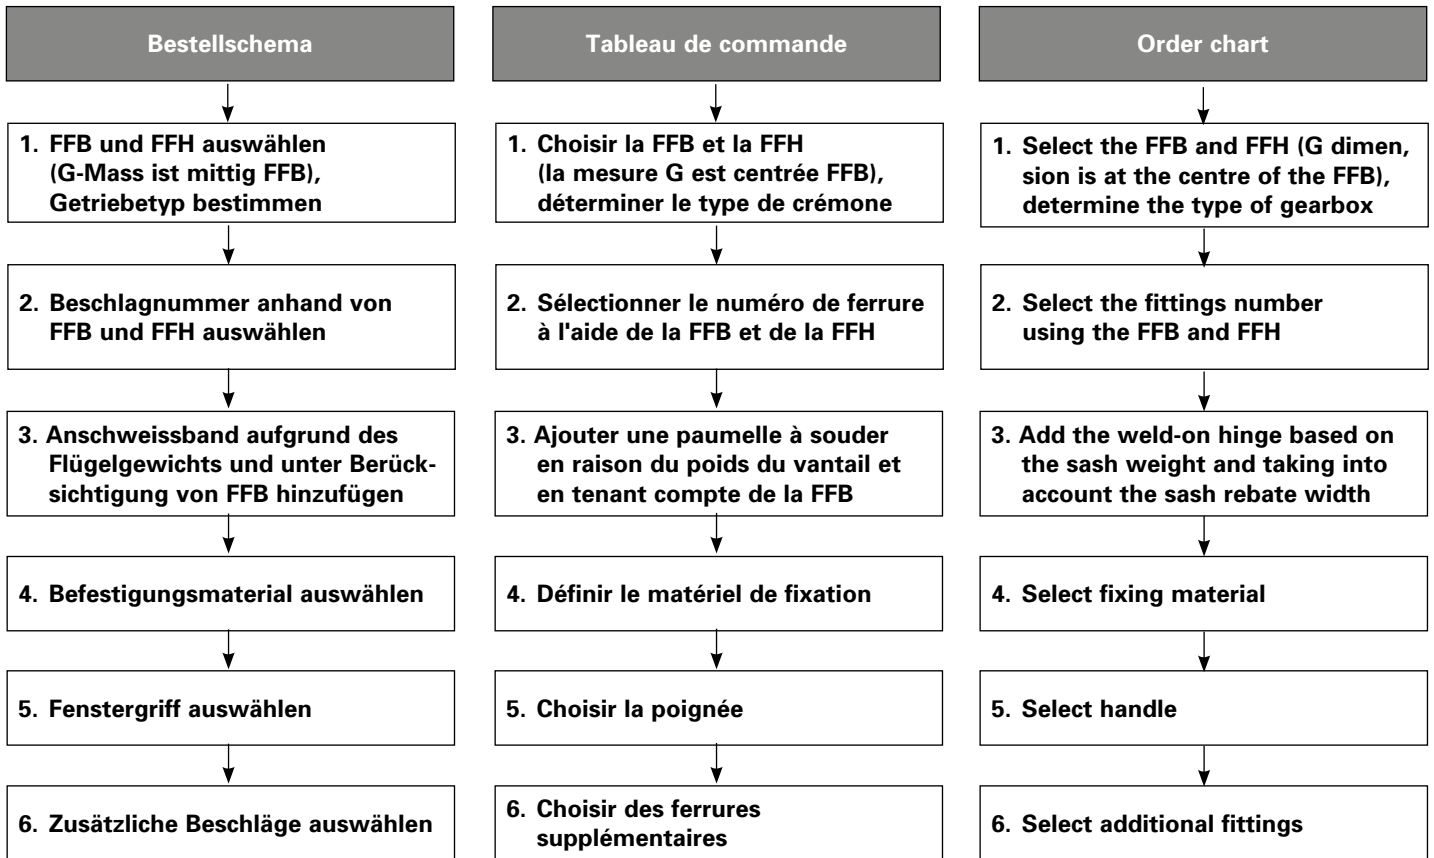 Bestellschema
1. FFB und FFH auswählen
(G-Mass ist mittig FFB),
Getriebetyp bestimmen
2. Beschlagnummer anhand von
FFB und FFH auswählen
3. Anschweissband aufgrund des
Flügelgewichts und unter Berück-
sichtigung von FFB hinzufügen
4. Befestigungsmaterial auswählen
5. Fenstergriff auswählen
6. Zusätzliche Beschläge auswählen
Tableau de commande
1. Choisir la FFB et la FFH
(la mesure G est centrée FFB),
déterminer le type de crémone
2. Sélectionner le numéro de ferrure
à l'aide de la FFB et de la FFH
3. Ajouter une paumelle à souder
en raison du poids du vantail et
en tenant compte de la FFB
4. Définir le matériel de fixation
5. Choisir la poignée
6. Choisir des ferrures
supplémentaires
Order chart
1. Select the FFB and FFH (G dimen,
sion is at the centre of the FFB),
determine the type of gearbox
2. Select the fittings number
using the FFB and FFH
3. Add the weld-on hinge based on
the sash weight and taking into
account the sash rebate width
4. Select fixing material
5. Select handle
6. Select additional fittings